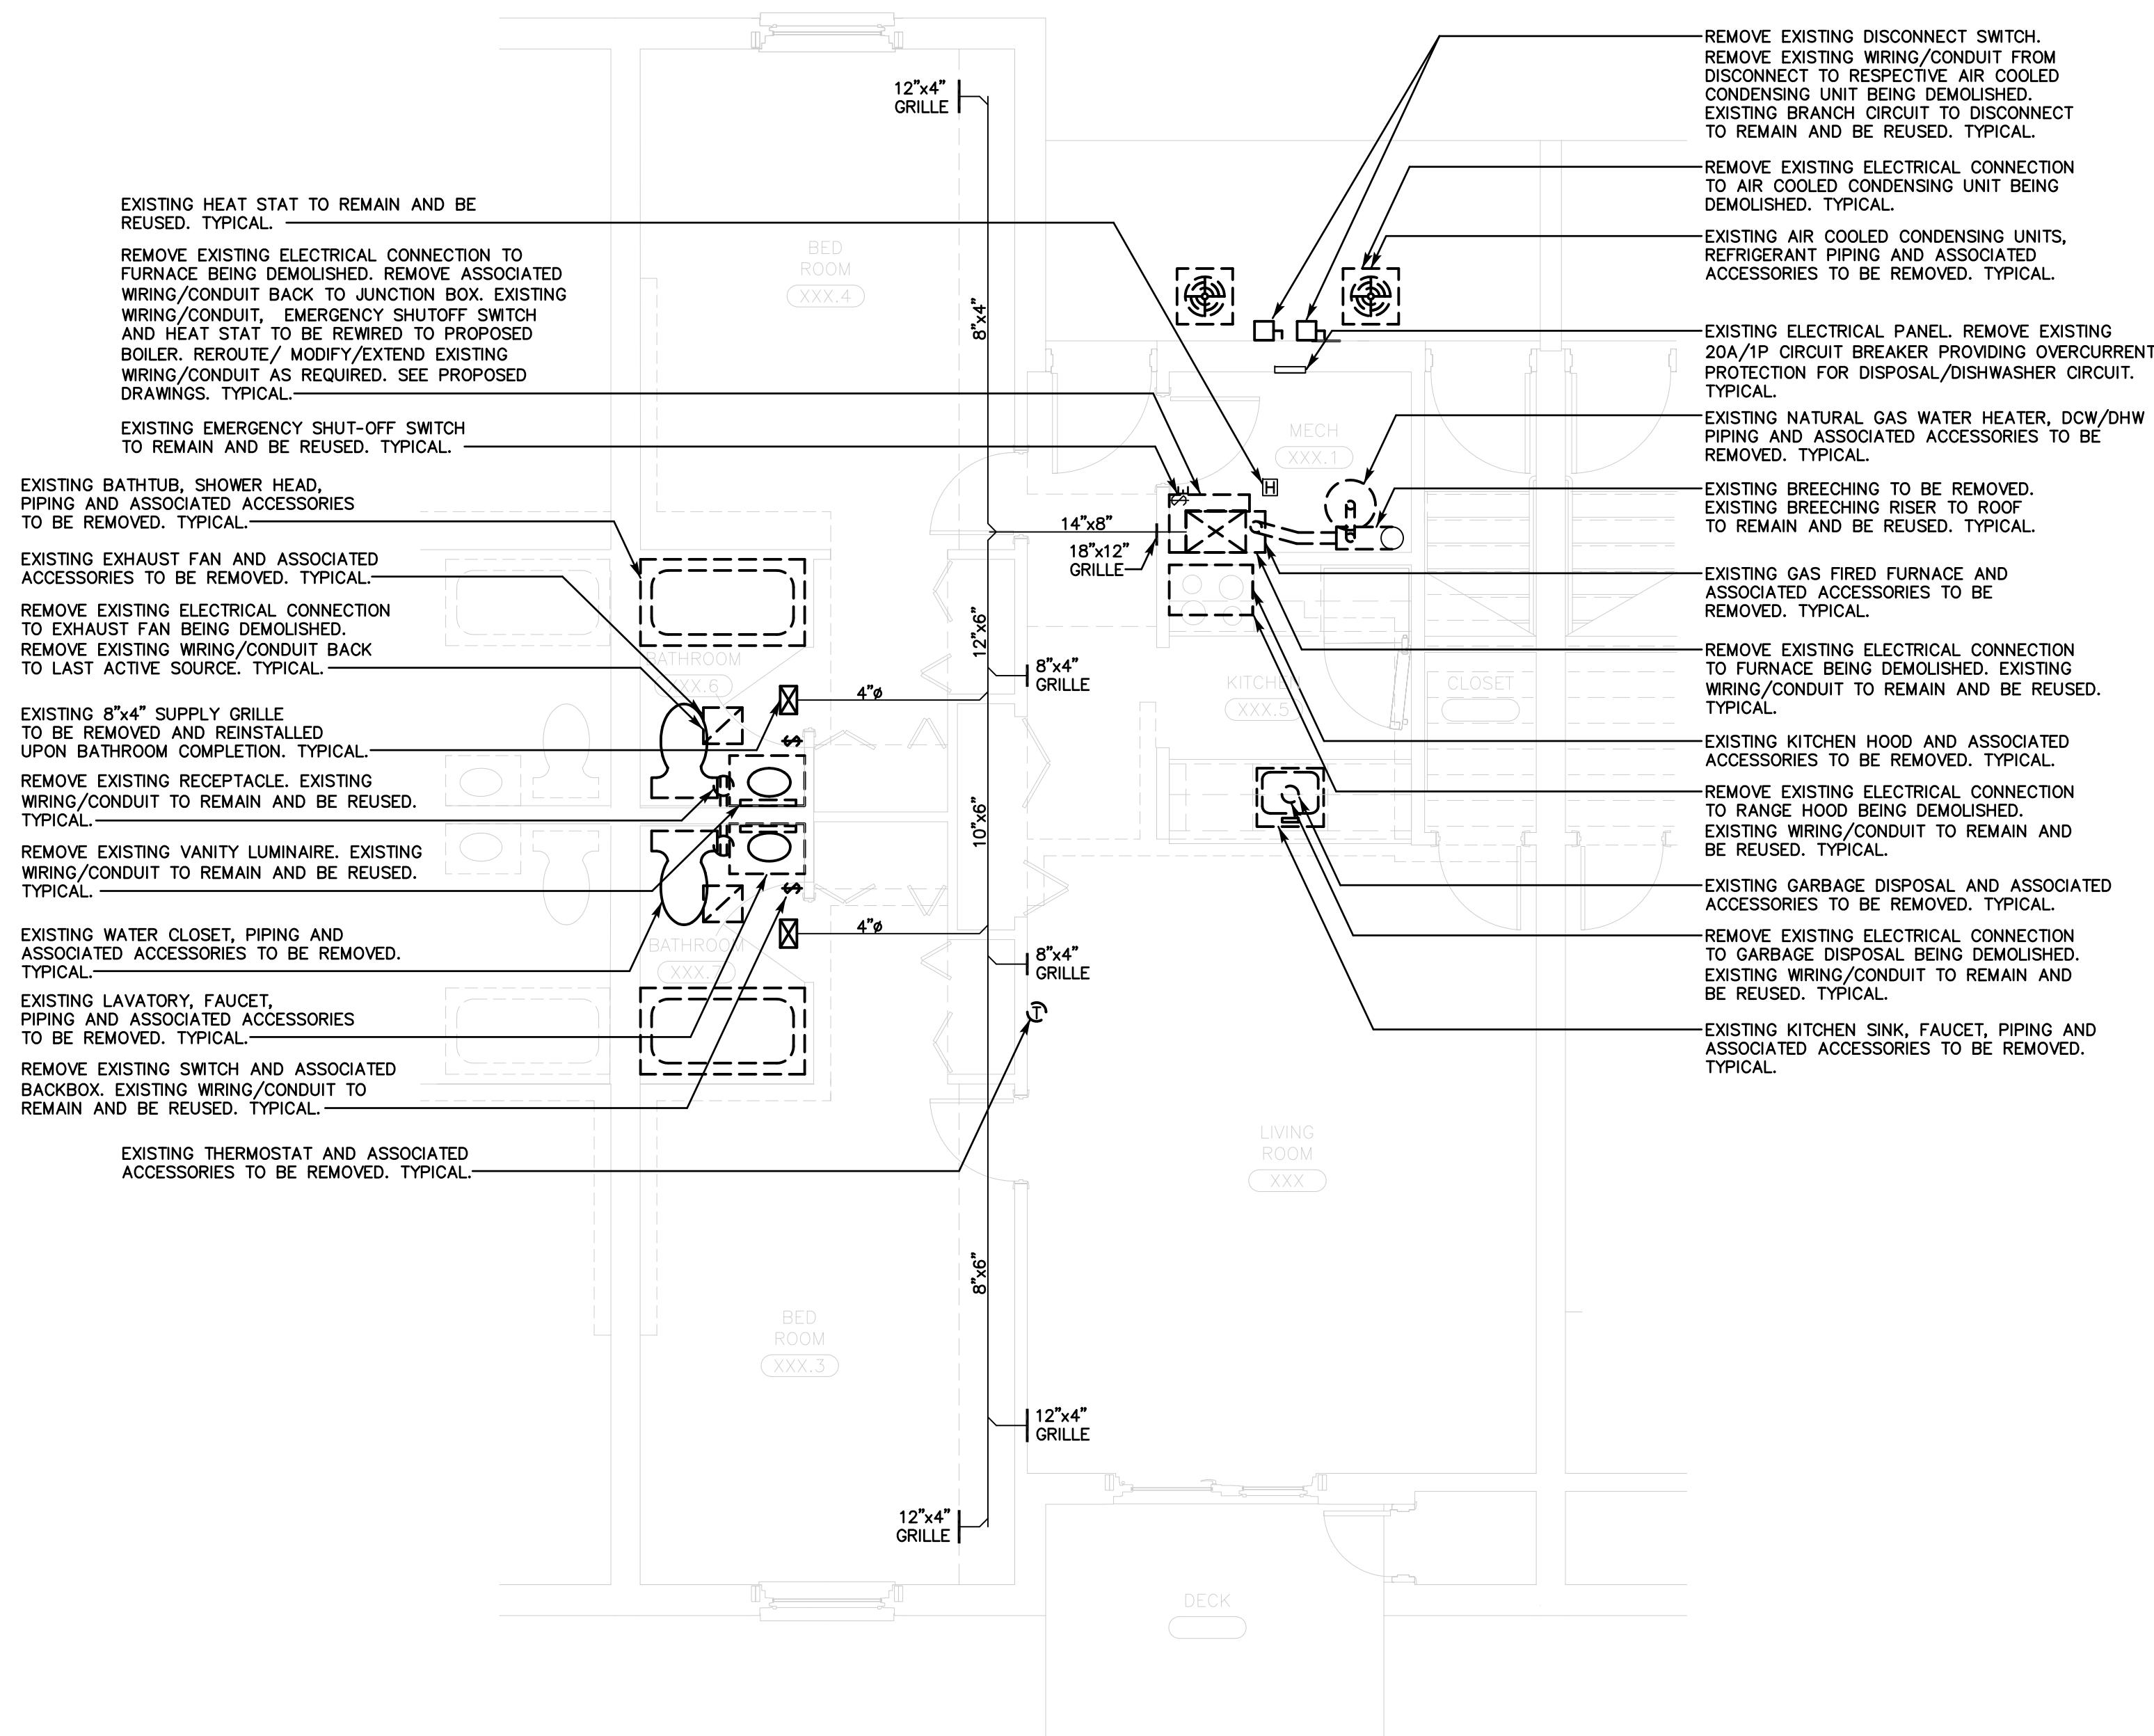 12"x4"
GRILLE
EXISTING HEAT STAT TO REMAIN AND BE
REUSED. TYPICAL.
REMOVE EXISTING ELECTRICAL CONNECTION TO
FURNACE BEING DEMOLISHED. REMOVE ASSOCIATED
WIRING/CONDUIT BACK TO JUNCTION BOX. EXISTING
WIRING/CONDUIT, EMERGENCY SHUTOFF SWITCH
AND HEAT STAT TO BE REWIRED TO PROPOSED
BOILER. REROUTE/ MODIFY/EXTEND EXISTING
WIRING/CONDUIT AS REQUIRED. SEE PROPOSED
DRAWINGS. TYPICAL.
EXISTING EMERGENCY SHUT-OFF SWITCH
TO REMAIN AND BE REUSED. TYPICAL.
EXISTING BATHTUB, SHOWER HEAD,
PIPING AND ASSOCIATED ACCESSORIES
TO BE REMOVED. TYPICAL.
EXISTING EXHAUST FAN AND ASSOCIATED
ACCESSORIES TO BE REMOVED. TYPICAL.
REMOVE EXISTING ELECTRICAL CONNECTION
TO EXHAUST FAN BEING DEMOLISHED.
REMOVE EXISTING WIRING/CONDUIT BACK
TO LAST ACTIVE SOURCE. TYPICAL.
EXISTING 8"x4" SUPPLY GRILLE
TO BE REMOVED AND REINSTALLED
UPON BATHROOM COMPLETION. TYPICAL.
REMOVE EXISTING RECEPTACLE. EXISTING
WIRING/CONDUIT TO REMAIN AND BE REUSED.
TYPICAL.
REMOVE EXISTING VANITY LUMINAIRE. EXISTING
WIRING/CONDUIT TO REMAIN AND BE REUSED.
TYPICAL.
EXISTING WATER CLOSET, PIPING AND
ASSOCIATED ACCESSORIES TO BE REMOVED.
TYPICAL.
EXISTING LAVATORY, FAUCET,
PIPING AND ASSOCIATED ACCESSORIES
TO BE REMOVED. TYPICAL.
REMOVE EXISTING SWITCH AND ASSOCIATED
BACKBOX. EXISTING WIRING/CONDUIT TO
REMAIN AND BE REUSED. TYPICAL.
EXISTING THERMOSTAT AND ASSOCIATED
ACCESSORIES TO BE REMOVED. TYPICAL.
BED
ROOM
XXX.4
8"x4"
14"x8"
18"x12"
GRILLE
12"x6"
8"x4"
GRILLE
4"ø
BATHROOM
XXX.6
$
10"x6"
$
4"ø
BATHROOM
XXX.7
8"x4"
GRILLE
T
8"x6"
BED
ROOM
XXX.3
12"x4"
GRILLE
12"x4"
GRILLE
MECH
XXX.1
H
$E
KITCHEN
XXX.5
CLOSET
LIVING
ROOM
XXX
DECK
REMOVE EXISTING DISCONNECT SWITCH.
REMOVE EXISTING WIRING/CONDUIT FROM
DISCONNECT TO RESPECTIVE AIR COOLED
CONDENSING UNIT BEING DEMOLISHED.
EXISTING BRANCH CIRCUIT TO DISCONNECT
TO REMAIN AND BE REUSED. TYPICAL.
REMOVE EXISTING ELECTRICAL CONNECTION
TO AIR COOLED CONDENSING UNIT BEING
DEMOLISHED. TYPICAL.
EXISTING AIR COOLED CONDENSING UNITS,
REFRIGERANT PIPING AND ASSOCIATED
ACCESSORIES TO BE REMOVED. TYPICAL.
EXISTING ELECTRICAL PANEL. REMOVE EXISTING
20A/1P CIRCUIT BREAKER PROVIDING OVERCURRENT
PROTECTION FOR DISPOSAL/DISHWASHER CIRCUIT.
TYPICAL.
EXISTING NATURAL GAS WATER HEATER, DCW/DHW
PIPING AND ASSOCIATED ACCESSORIES TO BE
REMOVED. TYPICAL.
EXISTING BREECHING TO BE REMOVED.
EXISTING BREECHING RISER TO ROOF
TO REMAIN AND BE REUSED. TYPICAL.
EXISTING GAS FIRED FURNACE AND
ASSOCIATED ACCESSORIES TO BE
REMOVED. TYPICAL.
REMOVE EXISTING ELECTRICAL CONNECTION
TO FURNACE BEING DEMOLISHED. EXISTING
WIRING/CONDUIT TO REMAIN AND BE REUSED.
TYPICAL.
EXISTING KITCHEN HOOD AND ASSOCIATED
ACCESSORIES TO BE REMOVED. TYPICAL.
REMOVE EXISTING ELECTRICAL CONNECTION
TO RANGE HOOD BEING DEMOLISHED.
EXISTING WIRING/CONDUIT TO REMAIN AND
BE REUSED. TYPICAL.
EXISTING GARBAGE DISPOSAL AND ASSOCIATED
ACCESSORIES TO BE REMOVED. TYPICAL.
REMOVE EXISTING ELECTRICAL CONNECTION
TO GARBAGE DISPOSAL BEING DEMOLISHED.
EXISTING WIRING/CONDUIT TO REMAIN AND
BE REUSED. TYPICAL.
EXISTING KITCHEN SINK, FAUCET, PIPING AND
ASSOCIATED ACCESSORIES TO BE REMOVED.
TYPICAL.